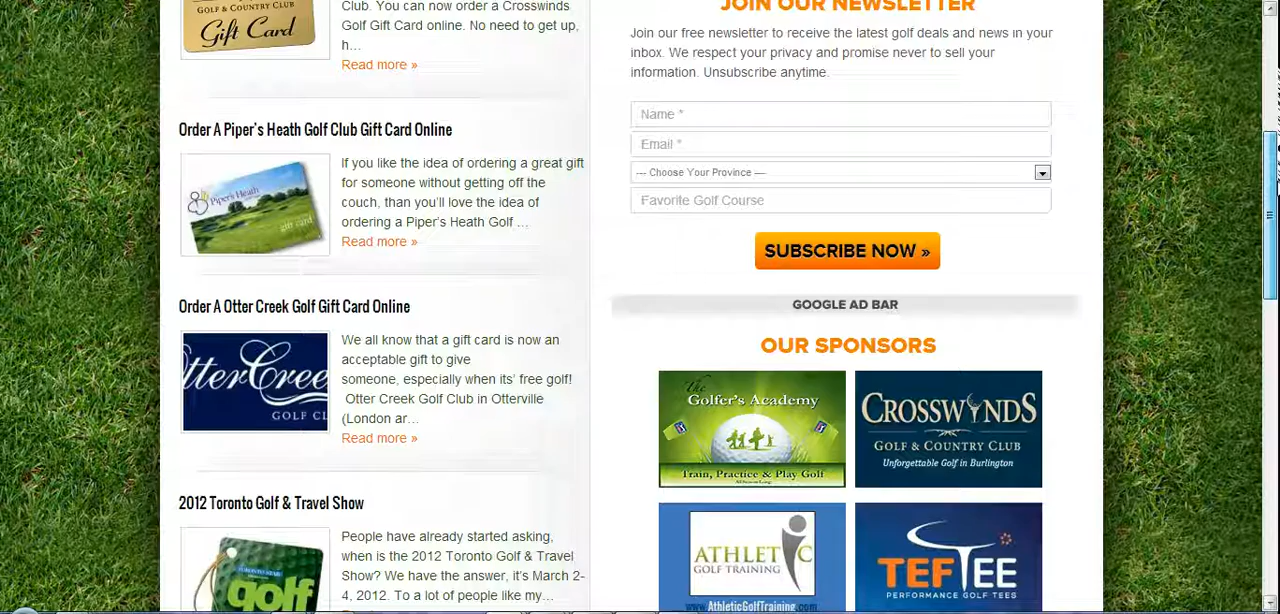 GOLF & COUNTRY CLUB
Gift Card
Club. You can now order a Crosswinds
Golf Gift Card online. No need to get up,
h…
Read more »
Order A Piper's Heath Golf Club Gift Card Online
Piper's Heath
gift card
If you like the idea of ordering a great gift
for someone without getting off the
couch, than you'll love the idea of
ordering a Piper's Heath Golf …
Read more »
Order A Otter Creek Golf Gift Card Online
tterCree
GOLF CL
We all know that a gift card is now an
acceptable gift to give
someone, especially when its' free golf!
Otter Creek Golf Club in Otterville
(London ar…
Read more »
2012 Toronto Golf & Travel Show
golf
People have already started asking,
when is the 2012 Toronto Golf & Travel
Show? We have the answer, it's March 2-
4, 2012. To a lot of people like my…
JOIN OUR NEWSLETTER
Join our free newsletter to receive the latest golf deals and news in your
inbox. We respect your privacy and promise never to sell your
information. Unsubscribe anytime.
Name *
Email *
--- Choose Your Province ---
Favorite Golf Course
SUBSCRIBE NOW »
GOOGLE AD BAR
OUR SPONSORS
the
Golfer's Academy
Train, Practice & Play Golf
CROSSWINDS
GOLF & COUNTRY CLUB
Unforgettable Golf in Burlington
ATHLETIC
GOLF TRAINING
www.AthleticGolfTraining.com
TEFTEE
PERFORMANCE GOLF TEES